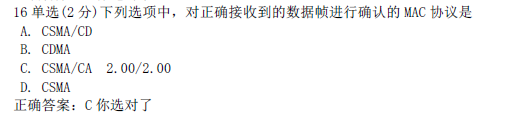 16 单选(2 分)下列选项中，对正确接收到的数据帧进行确认的 MAC 协议是
A. CSMA/CD
B. CDMA
C. CSMA/CA 2.00/2.00
D. CSMA
正确答案：C 你选对了